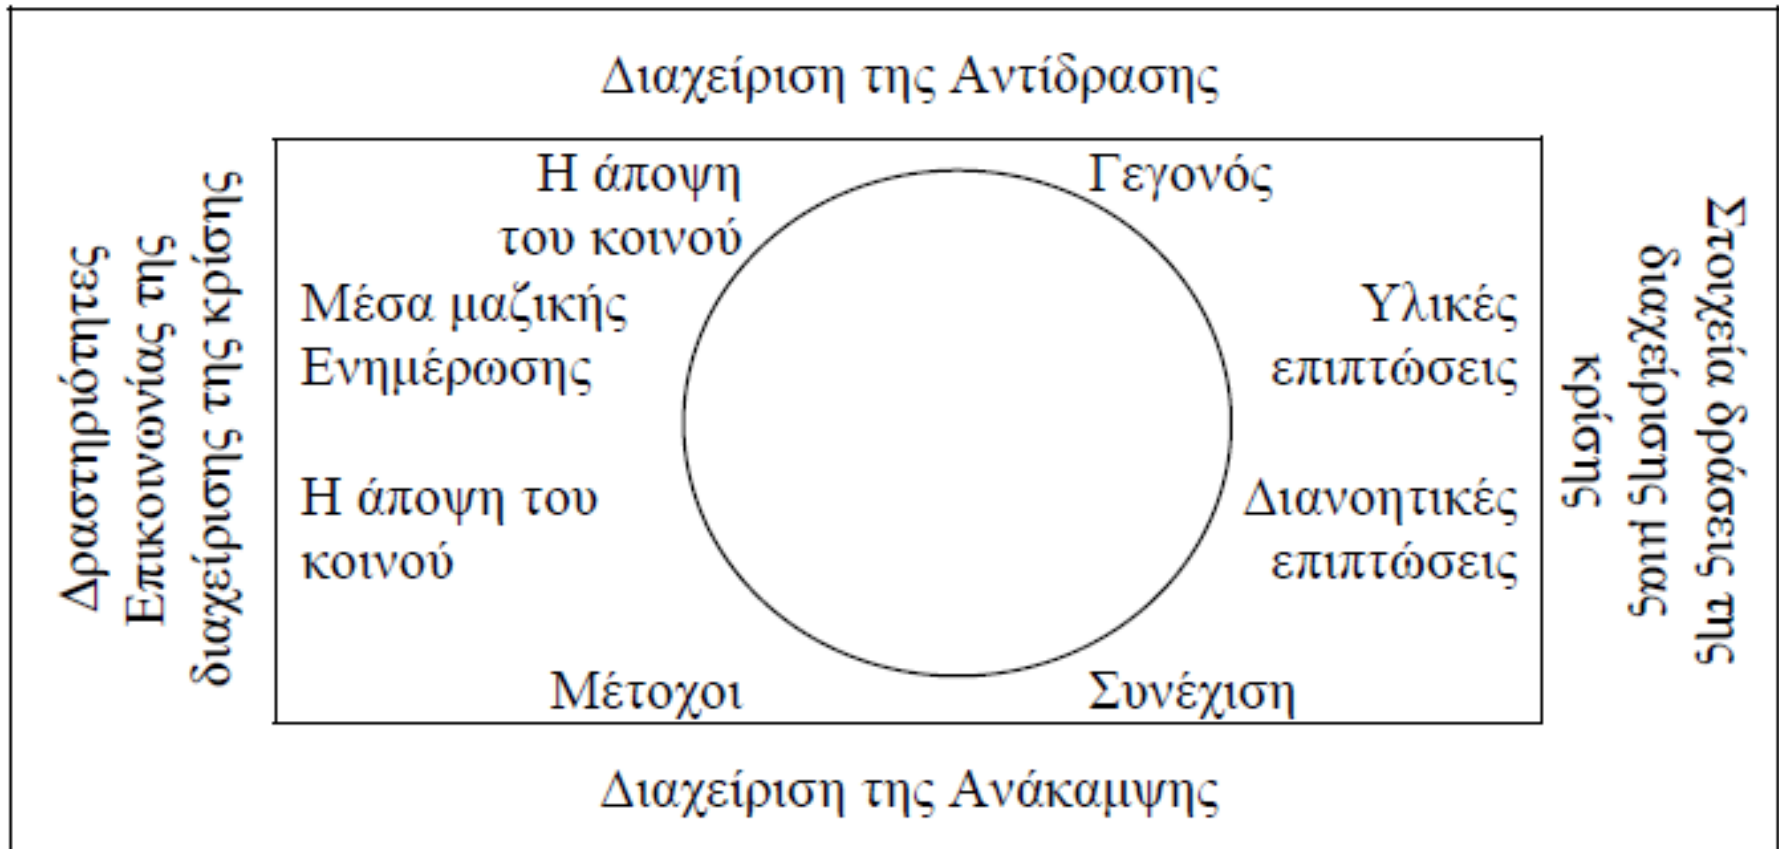 Διαχείριση της Αντίδρασης
Δραστηριότητες
Επικοινωνίας της
διαχείρισης της κρίσης
Η άποψη
του κοινού
Μέσα μαζικής
Ενημέρωσης
Η άποψη του
κοινού
Μέτοχοι
Γεγονός
Υλικές
επιπτώσεις
Διανοητικές
επιπτώσεις
Συνέχιση
Στοιχεία δράσεις της
διαχείρισης μιας
κρίσης
Διαχείριση της Ανάκαμψης